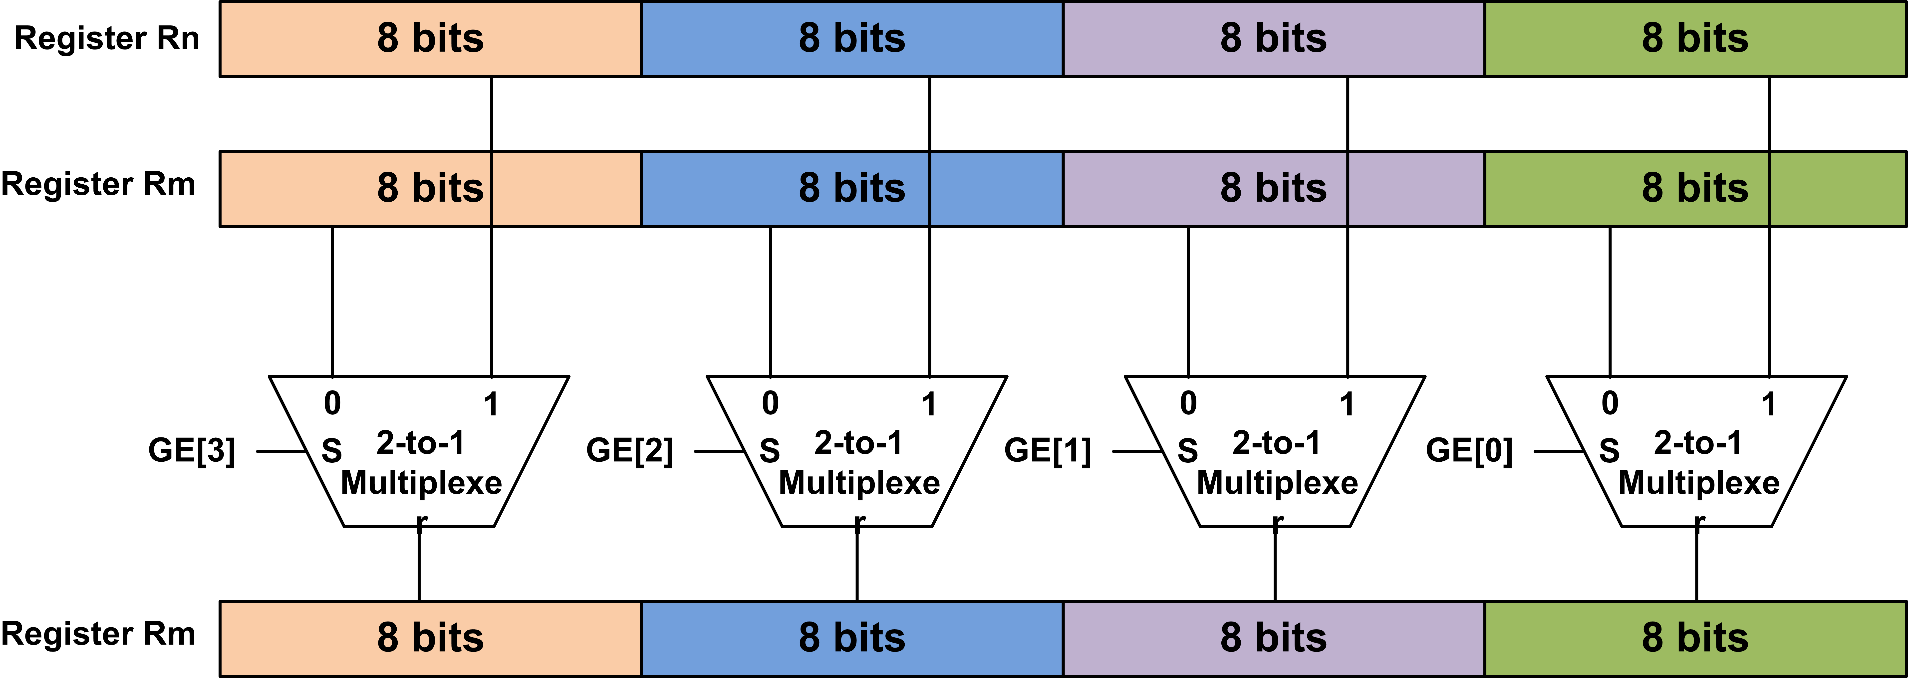 Register Rn 8 bits 8 bits 8 bits 8 bits
Register Rm 8 bits 8 bits 8 bits 8 bits
0 1 0 1 0 1 0 1
GE[3] S 2-to-1 GE[2] S 2-to-1 GE[1] S 2-to-1 GE[0] S 2-to-1
Multiplexe Multiplexe Multiplexe Multiplexe
r r r r
Register Rm 8 bits 8 bits 8 bits 8 bits